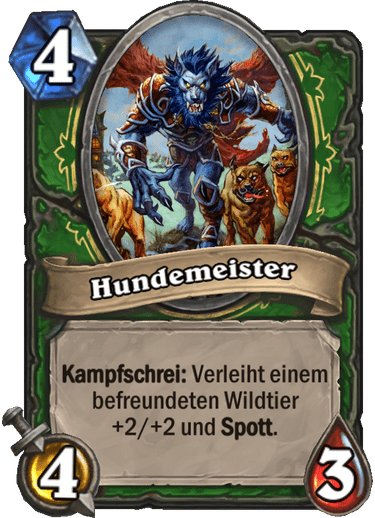 4
Hundemeister
Kampfschrei: Verleiht einem
befreundeten Wildtier
+2/+2 und Spott.
4
3